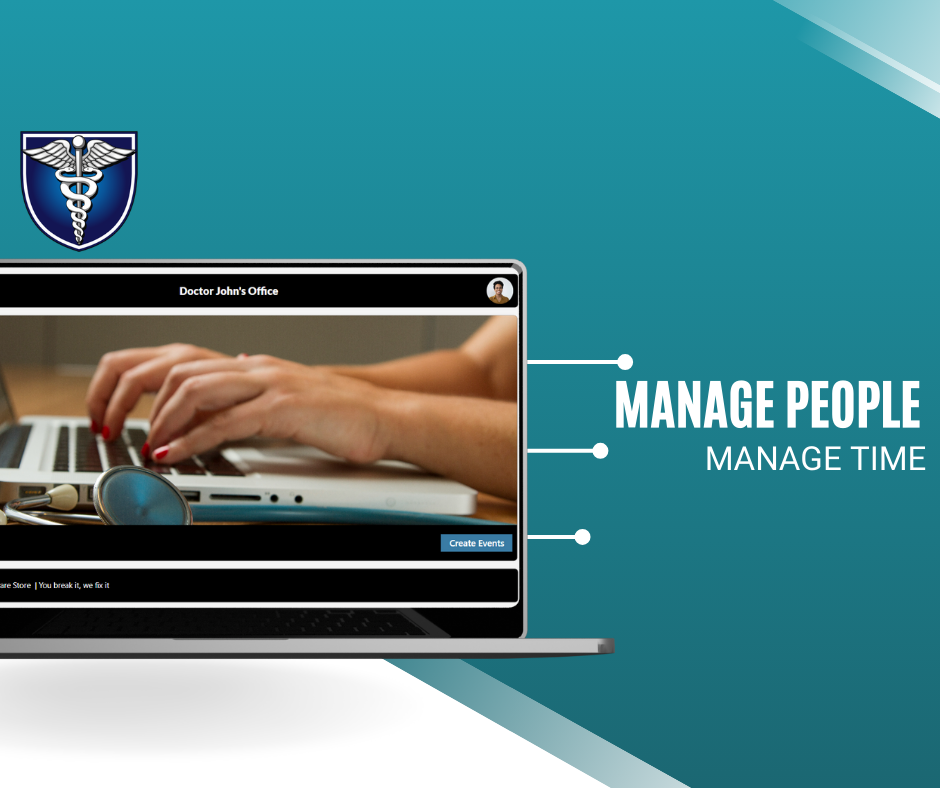 Doctor John's Office
MANAGE PEOPLE
MANAGE TIME
Create Events
are Store | You break it, we fix it